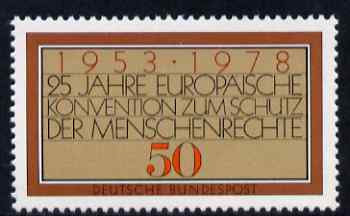 1953·1978
25 JAHRE EUROPÄISCHE
KONVENTION ZUM SCHUTZ
DER MENSCHENRECHTE
50
DEUTSCHE BUNDESPOST